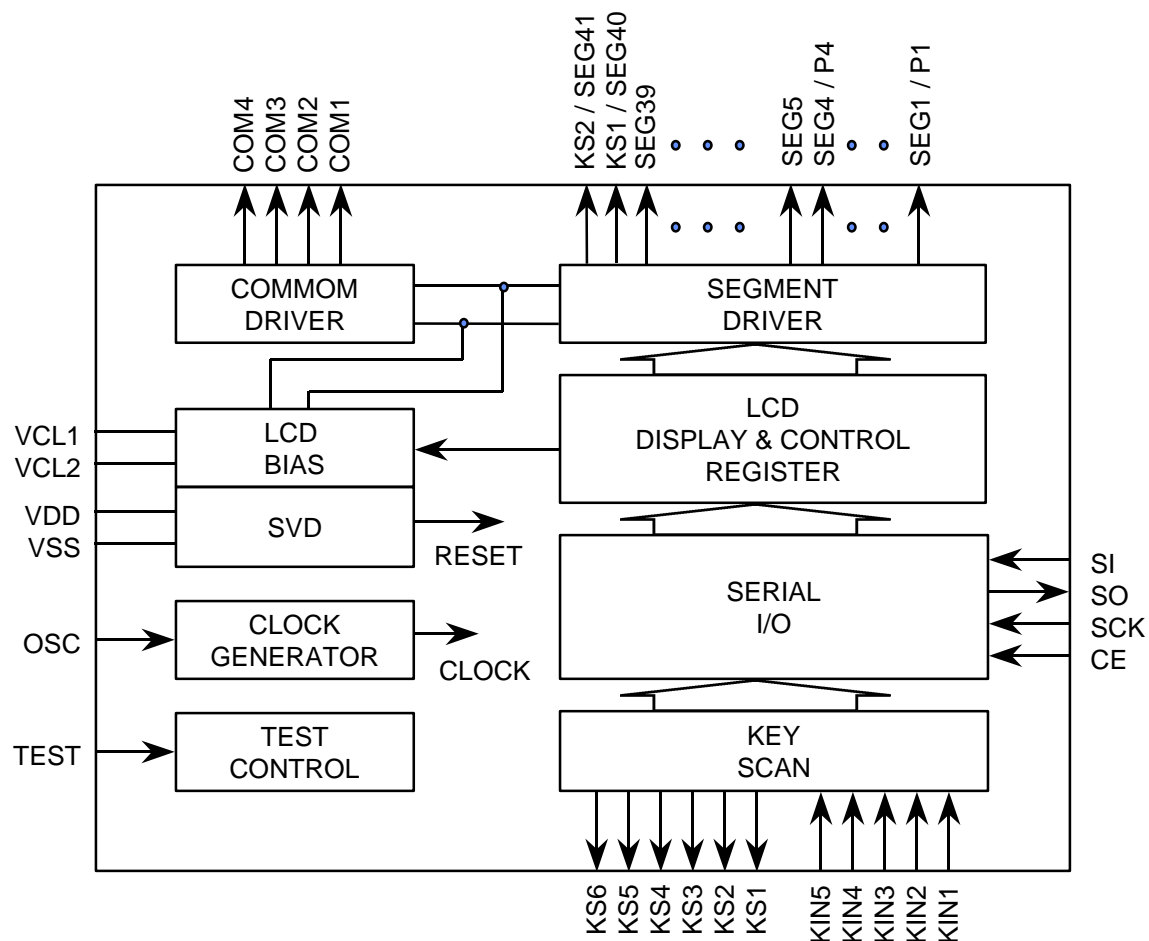 COM4
COM3
COM2
COM1
KS2 / SEG41
KS1 / SEG40
SEG39
SEG5
SEG4 / P4
SEG1 / P1
COMMOM
DRIVER
SEGMENT
DRIVER
VCL1
VCL2
LCD
BIAS
LCD
DISPLAY & CONTROL
REGISTER
VDD
VSS
SVD
RESET
SERIAL
I/O
SI
SO
SCK
CE
OSC
CLOCK
GENERATOR
CLOCK
TEST
TEST
CONTROL
KEY
SCAN
KS6
KS5
KS4
KS3
KS2
KS1
KIN5
KIN4
KIN3
KIN2
KIN1